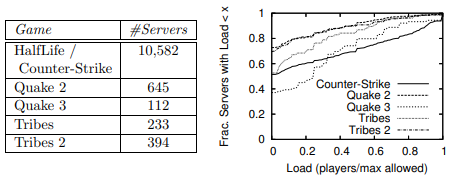 Game #Servers
HalfLife / 10,582
Counter-Strike
Quake 2 645
Quake 3 112
Tribes 233
Tribes 2 394
Frac. Servers with Load < x
1
0.8
0.6
0.4
0.2
0
Counter-Strike
Quake 2
Quake 3
Tribes
Tribes 2
0 0.2 0.4 0.6 0.8 1
Load (players/max allowed)